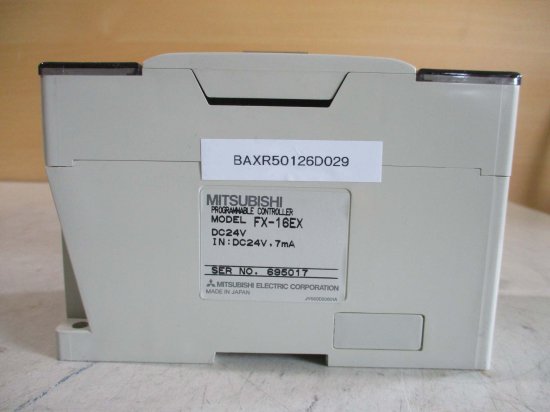 BAXR50126D029
MITSUBISHI
PROGRAMMABLE CONTROLLER
MODEL FX-16EX
DC24V
IN:DC24V, 7mA
SER NO. 695017
MITSUBISHI ELECTRIC CORPORATION
MADE IN JAPAN